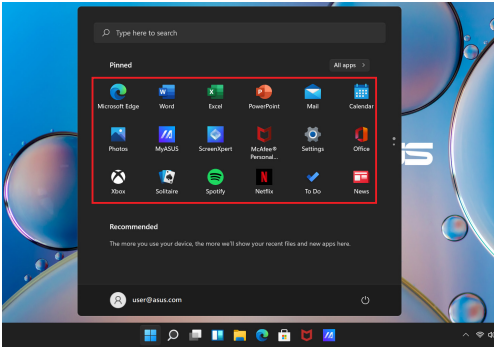 Type here to search
Pinned
All apps >
Microsoft Edge
Word
Excel
PowerPoint
Mail
Calendar
Photos
MyASUS
ScreenXpert
McAfee®
Personal...
Settings
Office
Xbox
Solitaire
Spotify
Netflix
To Do
News
Recommended
The more you use your device, the more we'll show your recent files and new apps here.
user@asus.com